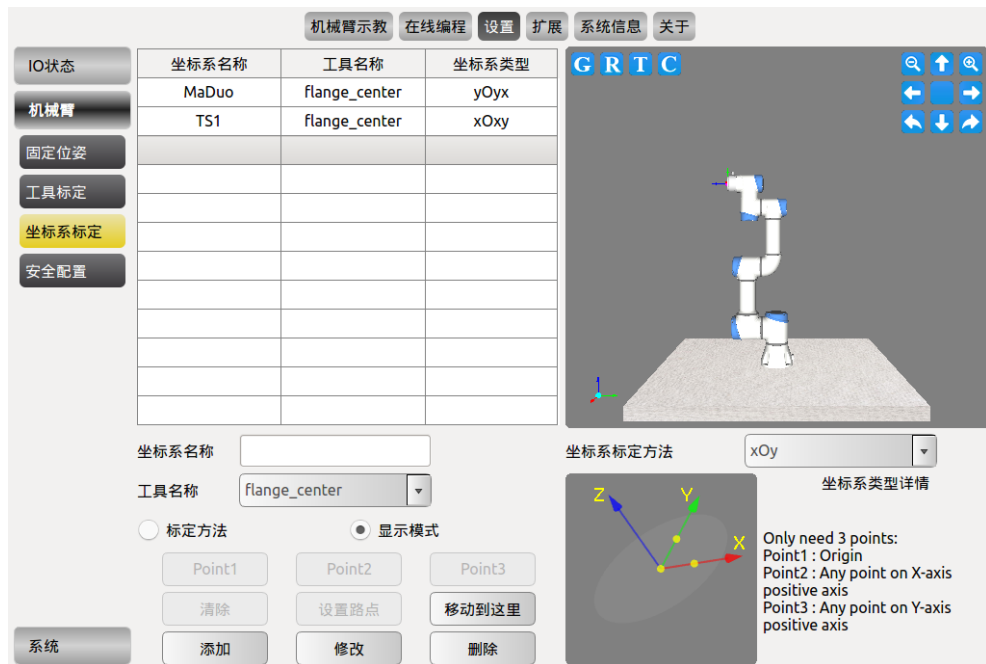 机械臂示教 在线编程 设置 扩展 系统信息 关于
IO状态
机械臂
固定位姿
工具标定
坐标系标定
安全配置
系统
坐标系名称 工具名称 坐标系类型
MaDuo flange_center yOyx
TS1 flange_center xOxy
G R T C
坐标系名称
工具名称 flange_center
标定方法 显示模式
Point1 Point2 Point3
清除 设置路点 移动到这里
添加 修改 删除
坐标系标定方法 xOy
坐标系类型详情
Z Y X
Only need 3 points:
Point1 : Origin
Point2 : Any point on X-axis
positive axis
Point3 : Any point on Y-axis
positive axis